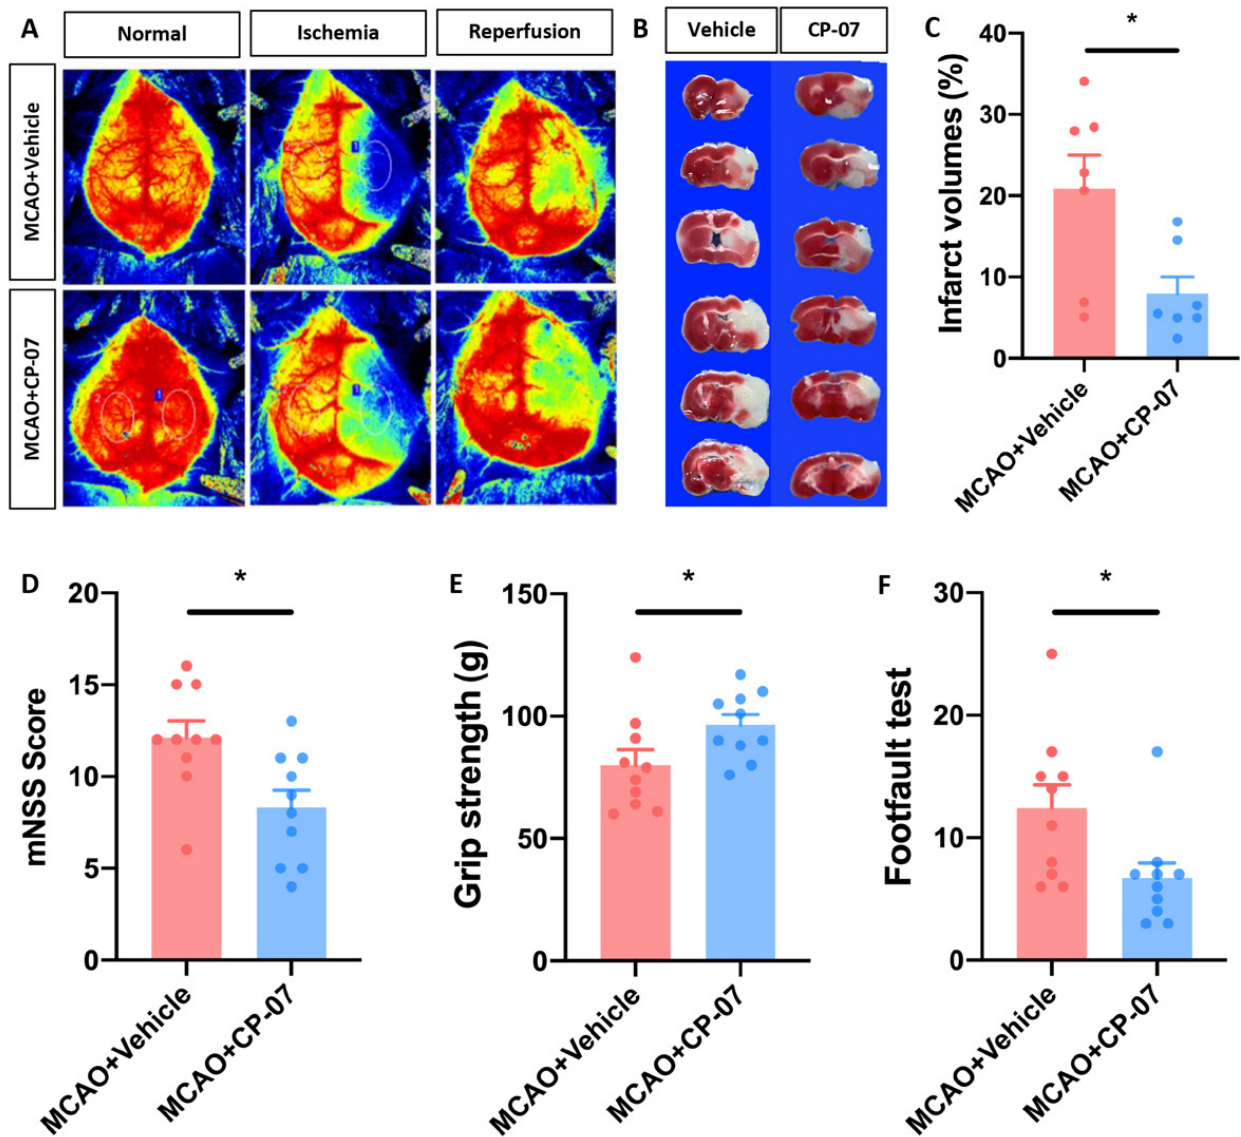 A
Normal
Ischemia
Reperfusion
MCAO+Vehicle
1
MCAO+CP-07
1
1
B
Vehicle
CP-07
C
*
Infarct volumes (%)
40
30
20
10
0
MCAO+Vehicle
MCAO+CP-07
D
*
mNSS Score
20
15
10
5
0
MCAO+Vehicle
MCAO+CP-07
E
*
Grip strength (g)
150
100
50
0
MCAO+Vehicle
MCAO+CP-07
F
*
Footfault test
30
20
10
0
MCAO+Vehicle
MCAO+CP-07